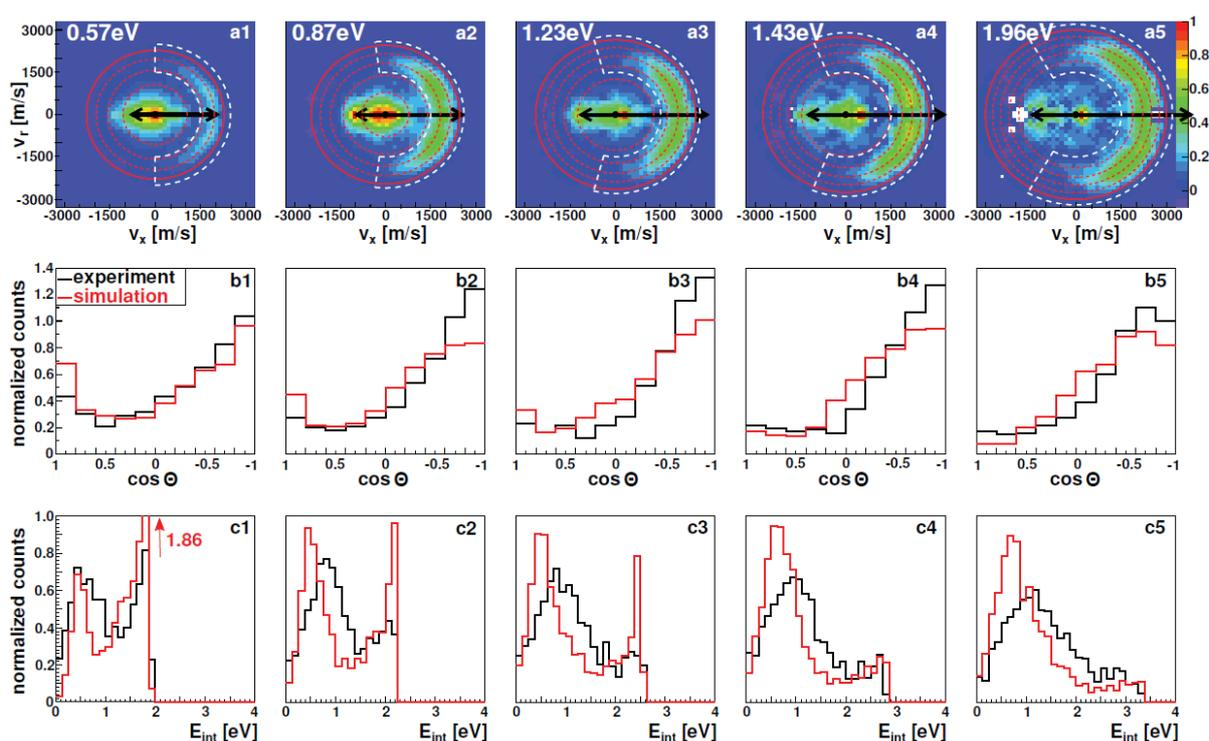 0.57eV a1 0.87eV a2 1.23eV a3 1.43eV a4 1.96eV a5
3000
1500
0
-1500
-3000
v_r [m/s]
1
0.8
0.6
0.4
0.2
0
-3000 -1500 0 1500 3000 -3000 -1500 0 1500 3000 -3000 -1500 0 1500 3000 -3000 -1500 0 1500 3000 -3000 -1500 0 1500 3000
v_x [m/s] v_x [m/s] v_x [m/s] v_x [m/s] v_x [m/s]
experiment b1 b2 b3 b4 b5
simulation
1.4
1.2
1.0
0.8
0.6
0.4
0.2
0
normalized counts
1 0.5 0 -0.5 -1 1 0.5 0 -0.5 -1 1 0.5 0 -0.5 -1 1 0.5 0 -0.5 -1 1 0.5 0 -0.5 -1
cos Θ cos Θ cos Θ cos Θ cos Θ
c1 c2 c3 c4 c5
1.86
1.0
0.8
0.6
0.4
0.2
0
normalized counts
0 1 2 3 4 0 1 2 3 4 0 1 2 3 4 0 1 2 3 4 0 1 2 3 4
E_int [eV] E_int [eV] E_int [eV] E_int [eV] E_int [eV]